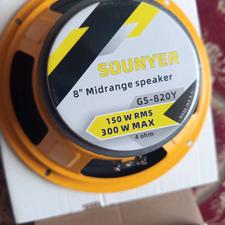 SOUNYER
8" Midrange speaker
GS-820Y
150 W RMS
300 W MAX
4 ohm